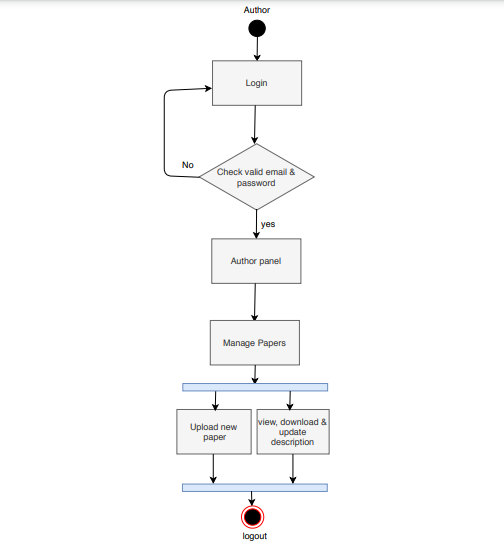 Author
Login
No
Check valid email &
password
yes
Author panel
Manage Papers
Upload new
paper
view, download &
update
description
logout